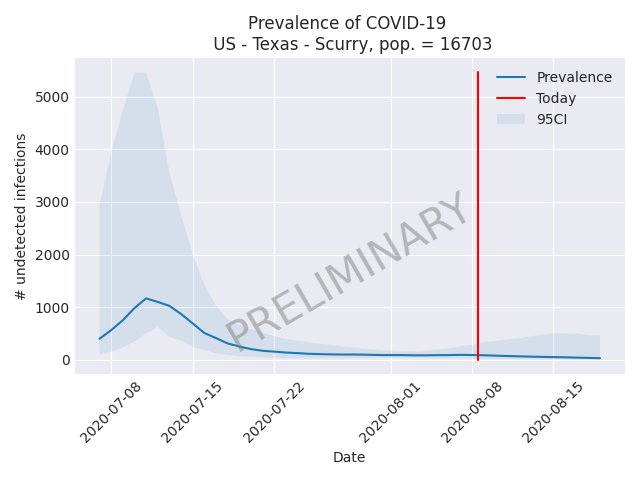 Prevalence of COVID-19
US - Texas - Scurry, pop. = 16703
Prevalence
Today
95CI
# undetected infections
5000
4000
3000
2000
1000
0
PRELIMINARY
2020-07-08
2020-07-15
2020-07-22
2020-08-01
2020-08-08
2020-08-15
Date